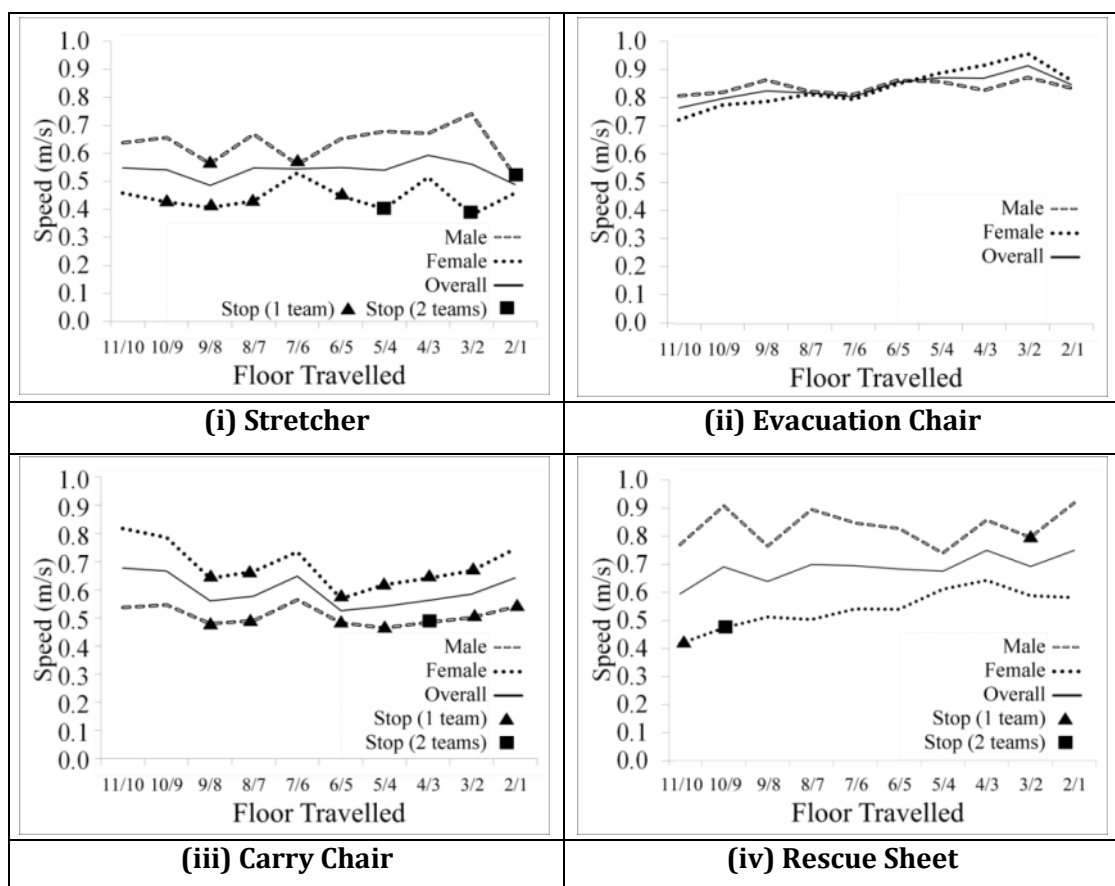 1.0
0.9
0.8
0.7
0.6
0.5
0.4
0.3
0.2
0.1
0.0
Speed (m/s)
Male
Female
Overall
Stop (1 team) Stop (2 teams)
11/10 10/9 9/8 8/7 7/6 6/5 5/4 4/3 3/2 2/1
Floor Travelled
(i) Stretcher
1.0
0.9
0.8
0.7
0.6
0.5
0.4
0.3
0.2
0.1
0.0
Speed (m/s)
Male
Female
Overall
11/10 10/9 9/8 8/7 7/6 6/5 5/4 4/3 3/2 2/1
Floor Travelled
(ii) Evacuation Chair
1.0
0.9
0.8
0.7
0.6
0.5
0.4
0.3
0.2
0.1
0.0
Speed (m/s)
Male
Female
Overall
Stop (1 team)
Stop (2 teams)
11/10 10/9 9/8 8/7 7/6 6/5 5/4 4/3 3/2 2/1
Floor Travelled
(iii) Carry Chair
1.0
0.9
0.8
0.7
0.6
0.5
0.4
0.3
0.2
0.1
0.0
Speed (m/s)
Male
Female
Overall
Stop (1 team)
Stop (2 teams)
11/10 10/9 9/8 8/7 7/6 6/5 5/4 4/3 3/2 2/1
Floor Travelled
(iv) Rescue Sheet